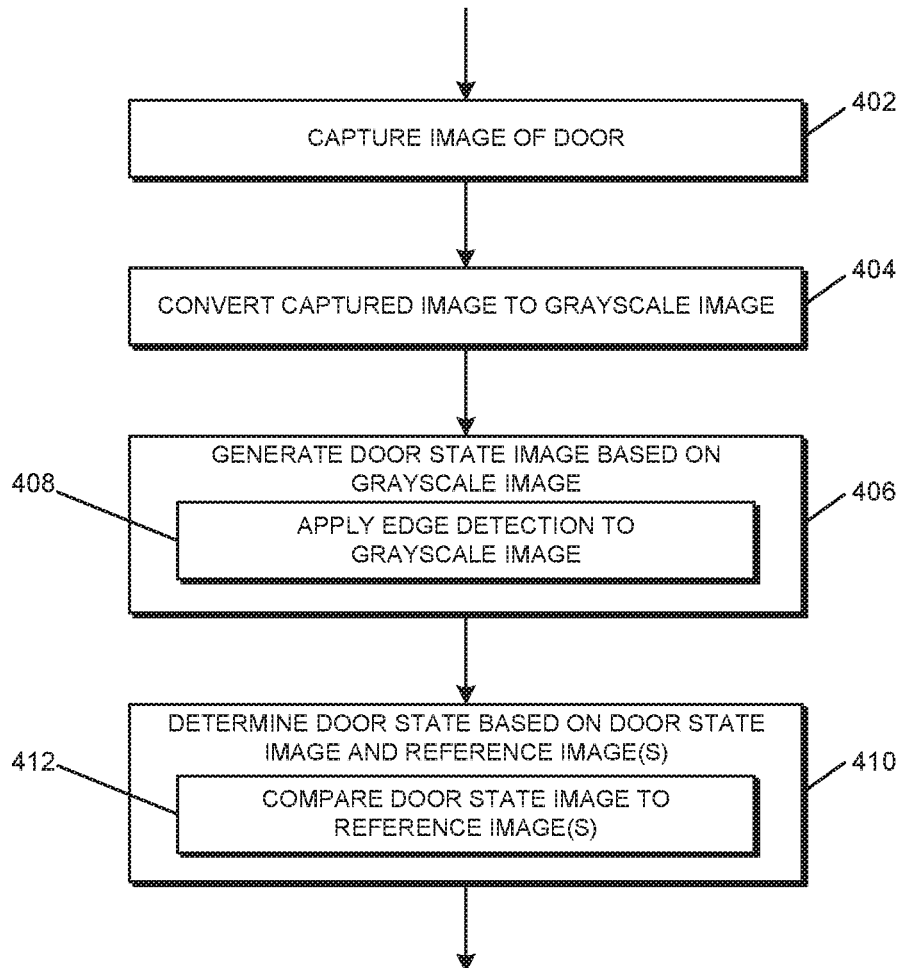 402
CAPTURE IMAGE OF DOOR
404
CONVERT CAPTURED IMAGE TO GRAYSCALE IMAGE
GENERATE DOOR STATE IMAGE BASED ON
GRAYSCALE IMAGE
408
406
APPLY EDGE DETECTION TO
GRAYSCALE IMAGE
DETERMINE DOOR STATE BASED ON DOOR STATE
IMAGE AND REFERENCE IMAGE(S)
412
410
COMPARE DOOR STATE IMAGE TO
REFERENCE IMAGE(S)